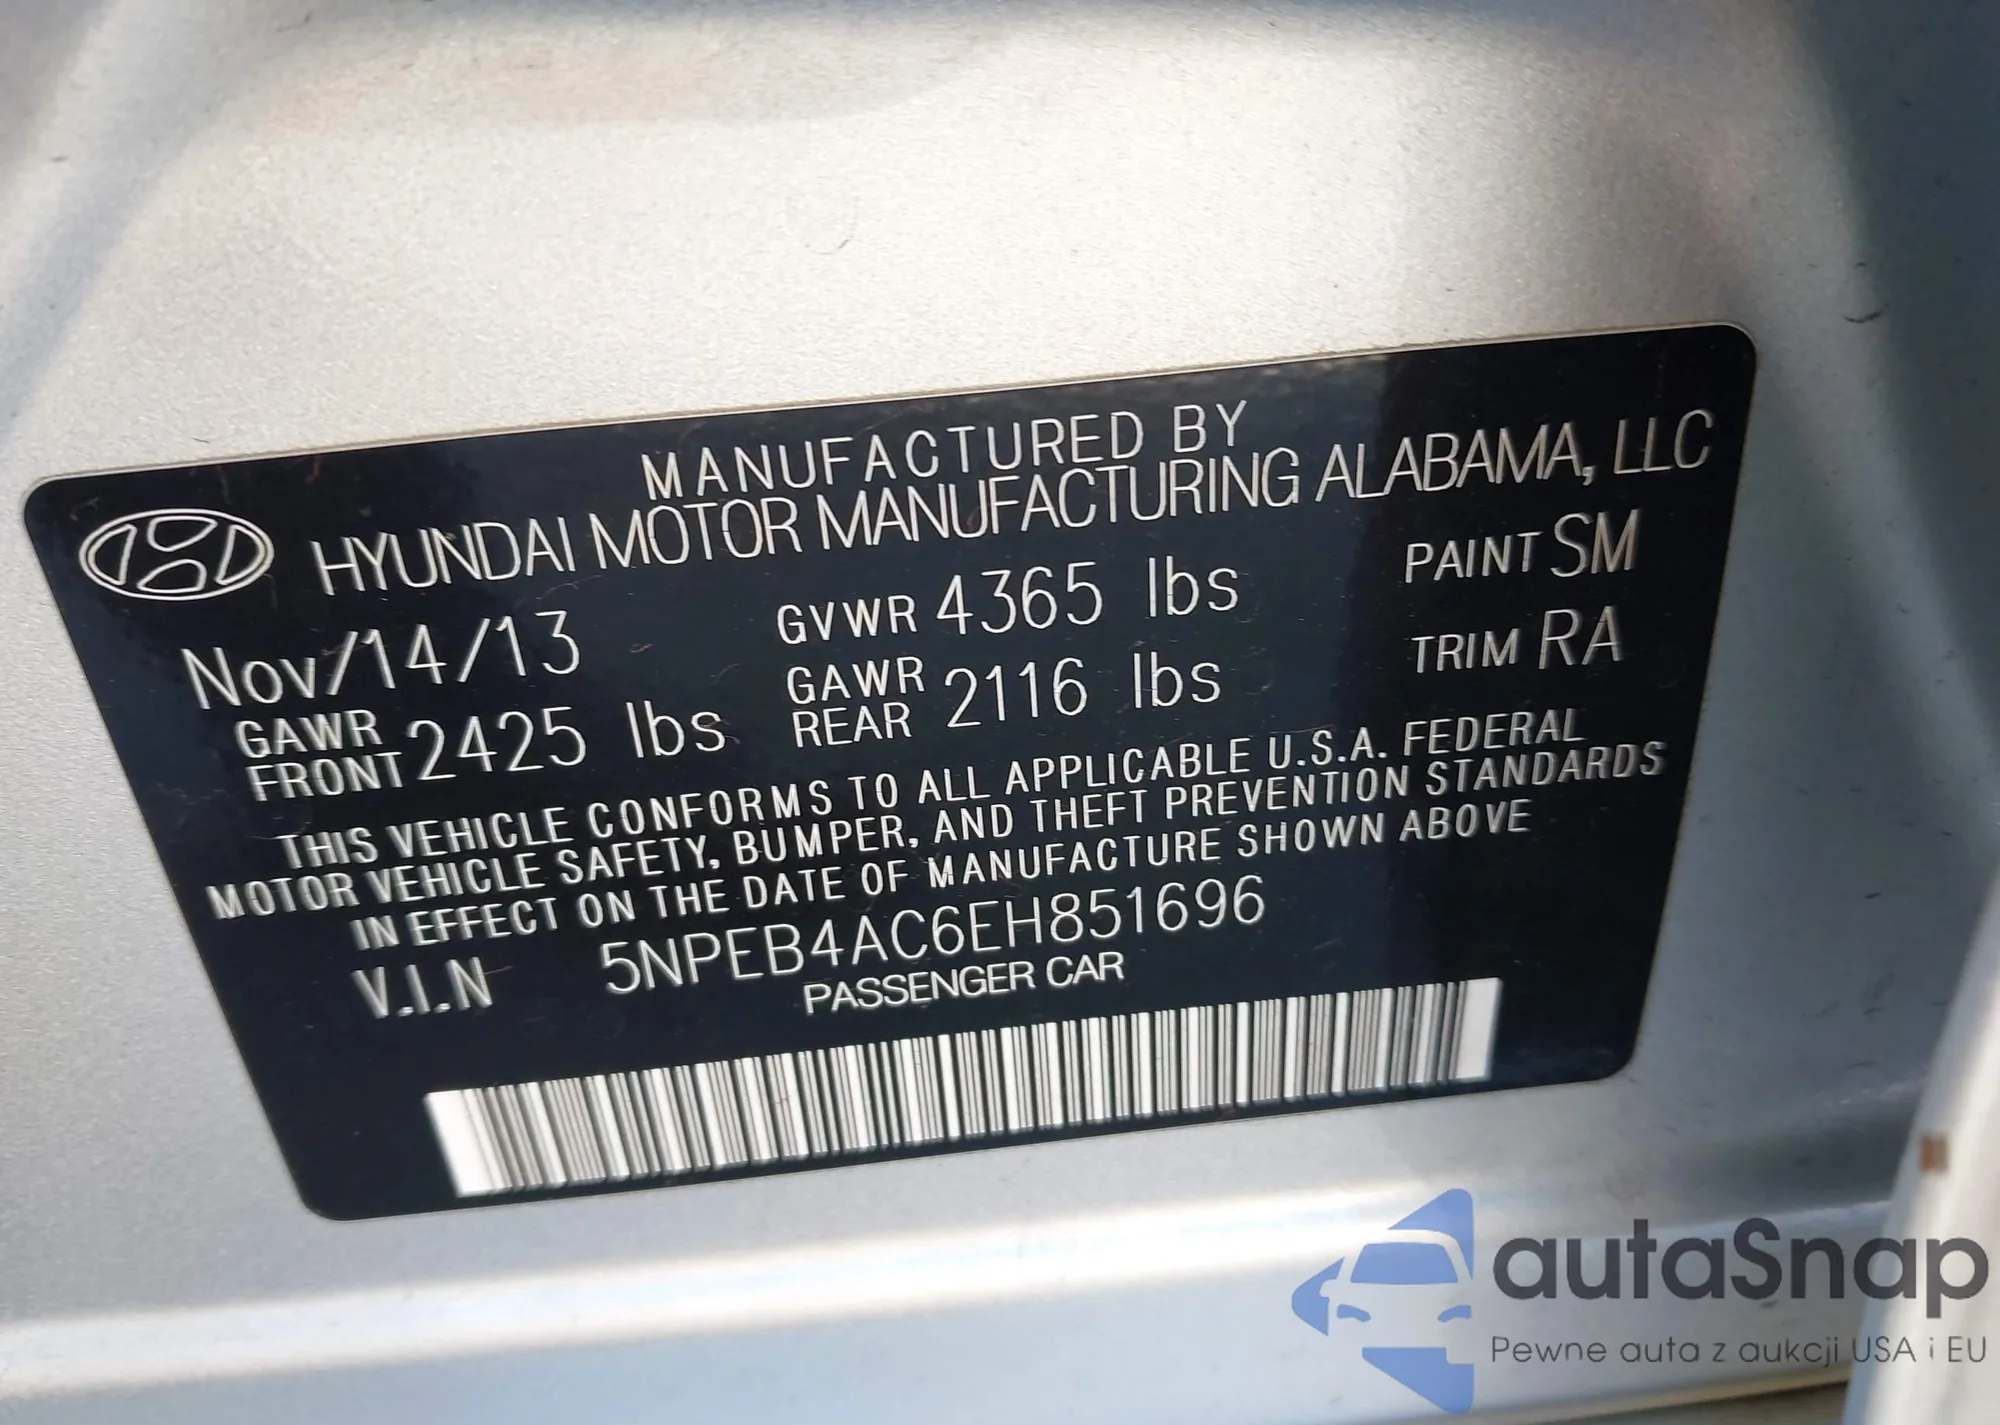 MANUFACTURED BY
HYUNDAI MOTOR MANUFACTURING ALABAMA, LLC
Nov/14/13 GVWR 4365 lbs PAINT SM
GAWR FRONT 2425 lbs GAWR REAR 2116 lbs TRIM RA
THIS VEHICLE CONFORMS TO ALL APPLICABLE U.S.A. FEDERAL
MOTOR VEHICLE SAFETY, BUMPER, AND THEFT PREVENTION STANDARDS
IN EFFECT ON THE DATE OF MANUFACTURE SHOWN ABOVE
V.I.N 5NPEB4AC6EH851696
PASSENGER CAR
autaSnap
Pewne auta z aukcji USA i EU